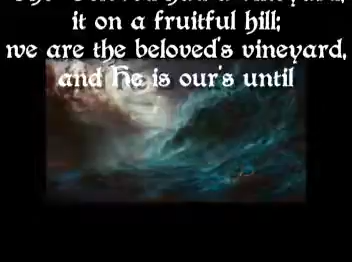 it on a fruitful hill;
we are the beloved's vineyard,
and He is our's until